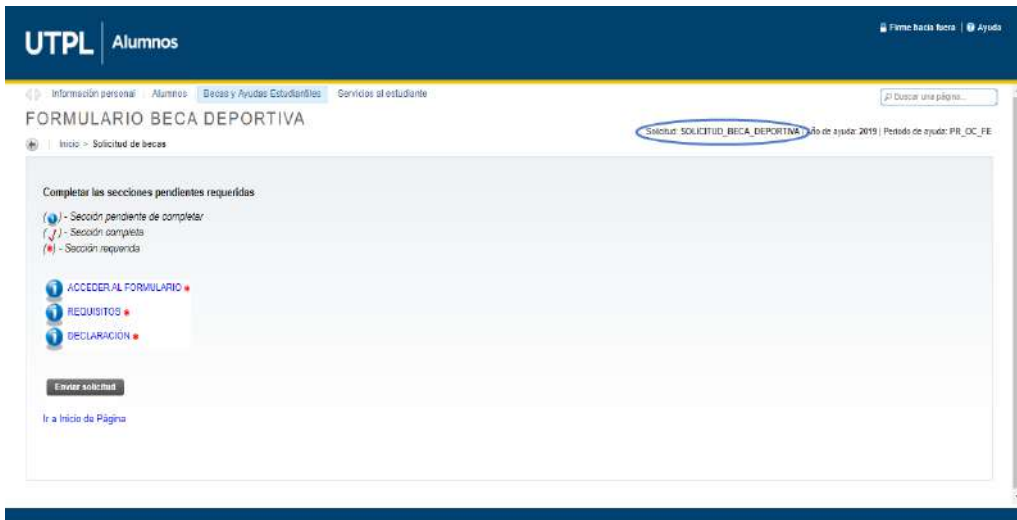 UTPL Alumnos
Firme hacia fuera | Ayuda
Información personal Alumnos Becas y Ayudas Estudiantiles Servicios al estudiante
Buscar una página...
FORMULARIO BECA DEPORTIVA
Solicitud: SOLICITUD_BECA_DEPORTIVA | Año de ayuda: 2019 | Periodo de ayuda: PR_OC_FE
Inicio > Solicitud de becas
Completar las secciones pendientes requeridas
( ) - Sección pendiente de completar
( ) - Sección completa
(*) - Sección requerida
ACCEDER AL FORMULARIO *
REQUISITOS *
DECLARACIÓN *
Enviar solicitud
Ir a Inicio de Página